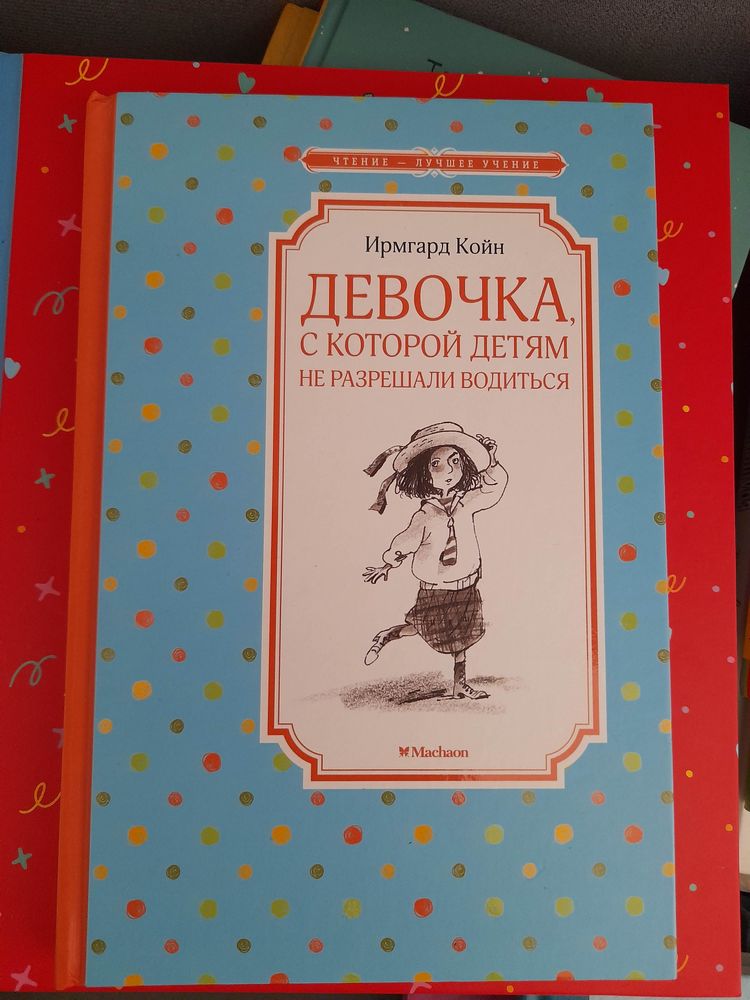 ЧТЕНИЕ — ЛУЧШЕЕ УЧЕНИЕ
Ирмгард Койн
ДЕВОЧКА,
С КОТОРОЙ ДЕТЯМ
НЕ РАЗРЕШАЛИ ВОДИТЬСЯ
Machaon